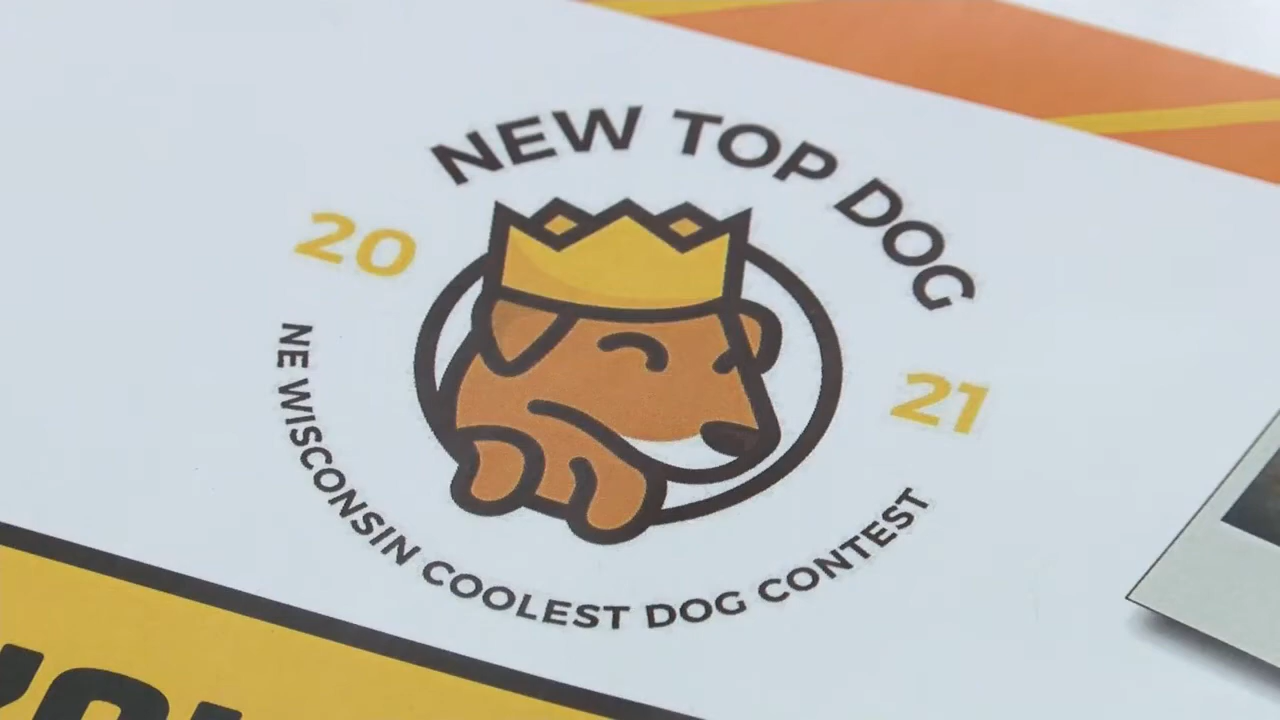 NEW TOP DOG
20
21
NE WISCONSIN COOLEST DOG CONTEST